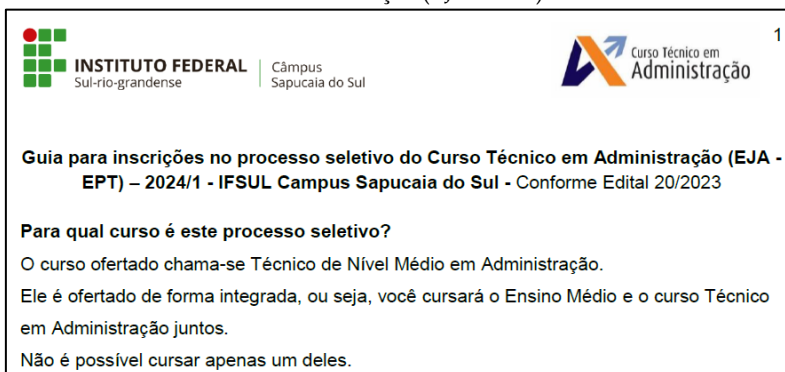 1
INSTITUTO FEDERAL
Sul-rio-grandense
Câmpus
Sapucaia do Sul
Curso Técnico em
Administração
Guia para inscrições no processo seletivo do Curso Técnico em Administração (EJA -
EPT) – 2024/1 - IFSUL Campus Sapucaia do Sul - Conforme Edital 20/2023
Para qual curso é este processo seletivo?
O curso ofertado chama-se Técnico de Nível Médio em Administração.
Ele é ofertado de forma integrada, ou seja, você cursará o Ensino Médio e o curso Técnico
em Administração juntos.
Não é possível cursar apenas um deles.